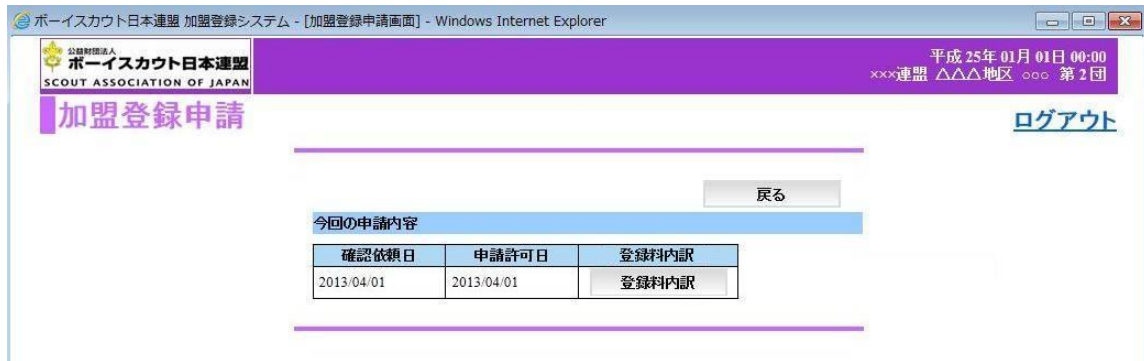 ボーイスカウト日本連盟 加盟登録システム - [加盟登録申請画面] - Windows Internet Explorer
公益財団法人
ボーイスカウト日本連盟
SCOUT ASSOCIATION OF JAPAN
平成 25年 01月 01日 00:00
×××連盟 △△△地区 ○○○ 第 2 団
加盟登録申請
ログアウト
戻る
今回の申請内容
確認依頼日 申請許可日 登録料内訳
2013/04/01 2013/04/01 登録料内訳